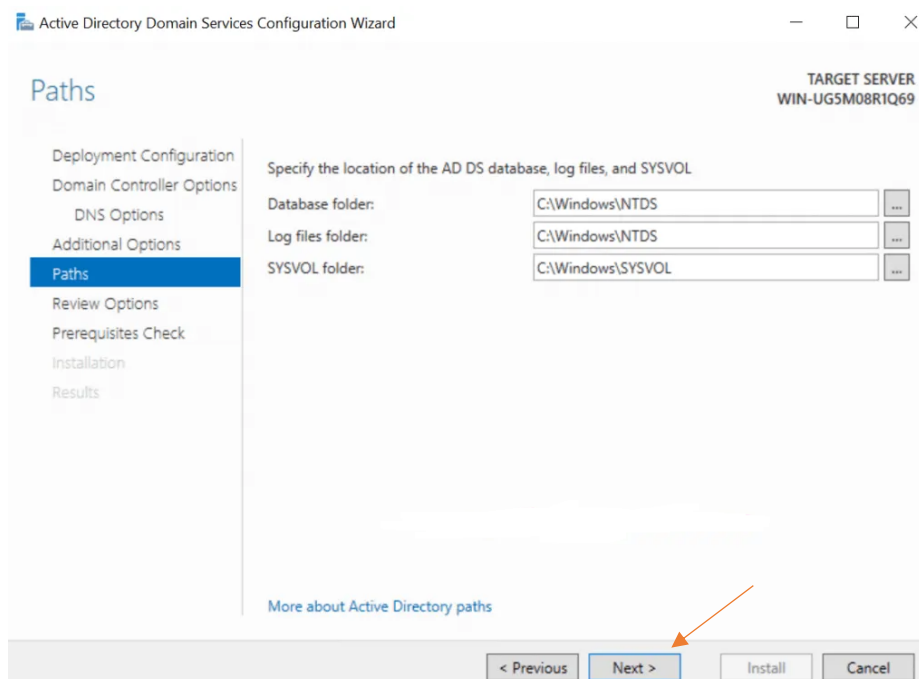 Active Directory Domain Services Configuration Wizard
Paths
TARGET SERVER
WIN-UG5M08R1Q69
Deployment Configuration
Domain Controller Options
DNS Options
Additional Options
Paths
Review Options
Prerequisites Check
Installation
Results
Specify the location of the AD DS database, log files, and SYSVOL
Database folder: C:\Windows\NTDS ...
Log files folder: C:\Windows\NTDS ...
SYSVOL folder: C:\Windows\SYSVOL ...
More about Active Directory paths
< Previous Next > Install Cancel